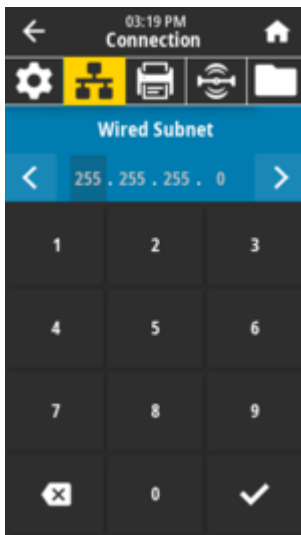 03:19 PM
Connection
Wired Subnet
255 . 255 . 255 . 0
1 2 3
4 5 6
7 8 9
0